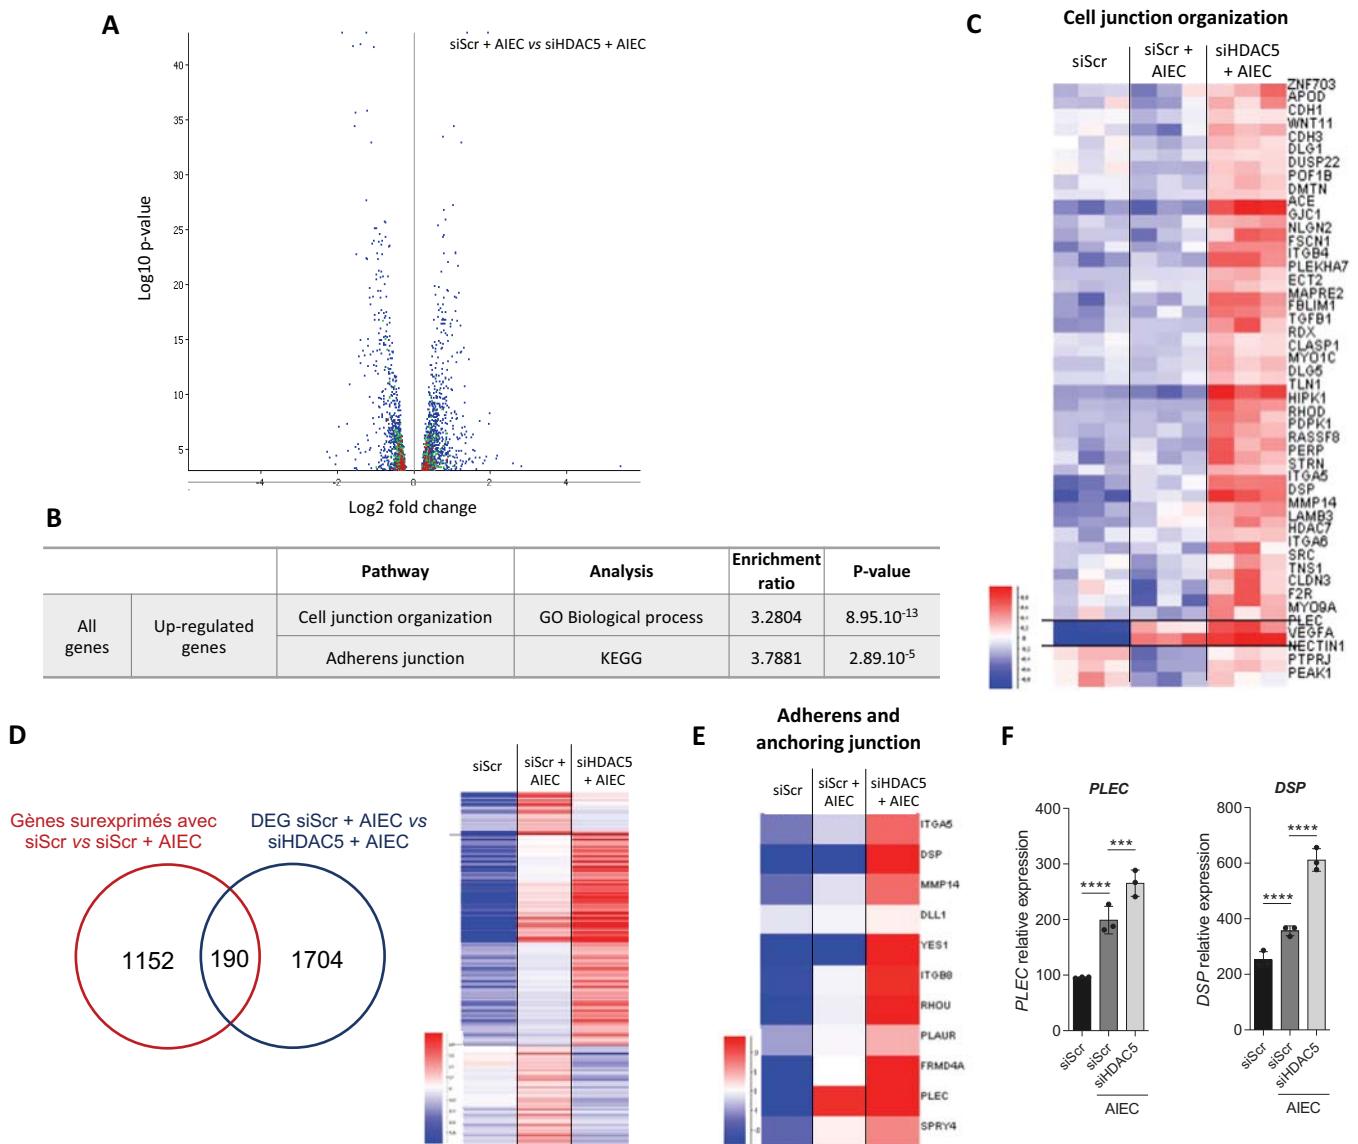 A
siScr + AIEC vs siHDAC5 + AIEC
40
35
30
25
20
15
10
5
-4
-2
0
2
4
Log10 p-value
Log2 fold change
B
Pathway
Analysis
Enrichment ratio
P-value
All genes
Up-regulated genes
Cell junction organization
GO Biological process
3.2804
8.95.10-13
Adherens junction
KEGG
3.7881
2.89.10-5
C
Cell junction organization
siScr
siScr + AIEC
siHDAC5 + AIEC
ZNF703
APOD
CDH1
WNT11
CDH3
DLG1
DUSP22
POF1B
DMTN
ACE
GJC1
NLGN2
FSCN1
ITGB4
PLEKHA7
ECT2
MAPRE2
FBLIM1
TGFB1
RDX
CLASP1
MYO1C
DLG5
TLN1
HIPK1
RHOD
PDPK1
RASSF8
PERP
STRN
ITGA5
DSP
MMP14
LAMB3
HDAC7
ITGA6
SRC
TNS1
CLDN3
F2R
MYO9A
PLEC
VEGFA
NECTIN1
PTPRJ
PEAK1
D
Gènes surexprimés avec
siScr vs siScr + AIEC
DEG siScr + AIEC vs
siHDAC5 + AIEC
1152
190
1704
siScr
siScr + AIEC
siHDAC5 + AIEC
E
Adherens and
anchoring junction
siScr
siScr + AIEC
siHDAC5 + AIEC
ITGA5
DSP
MMP14
DLL1
YES1
ITGB8
RHOU
PLAUR
FRMD4A
PLEC
SPRY4
F
PLEC
PLEC relative expression
400
300
200
100
0
****
***
siScr
siScr
siHDAC5
AIEC
DSP
DSP relative expression
800
600
400
200
0
****
****
siScr
siScr
siHDAC5
AIEC